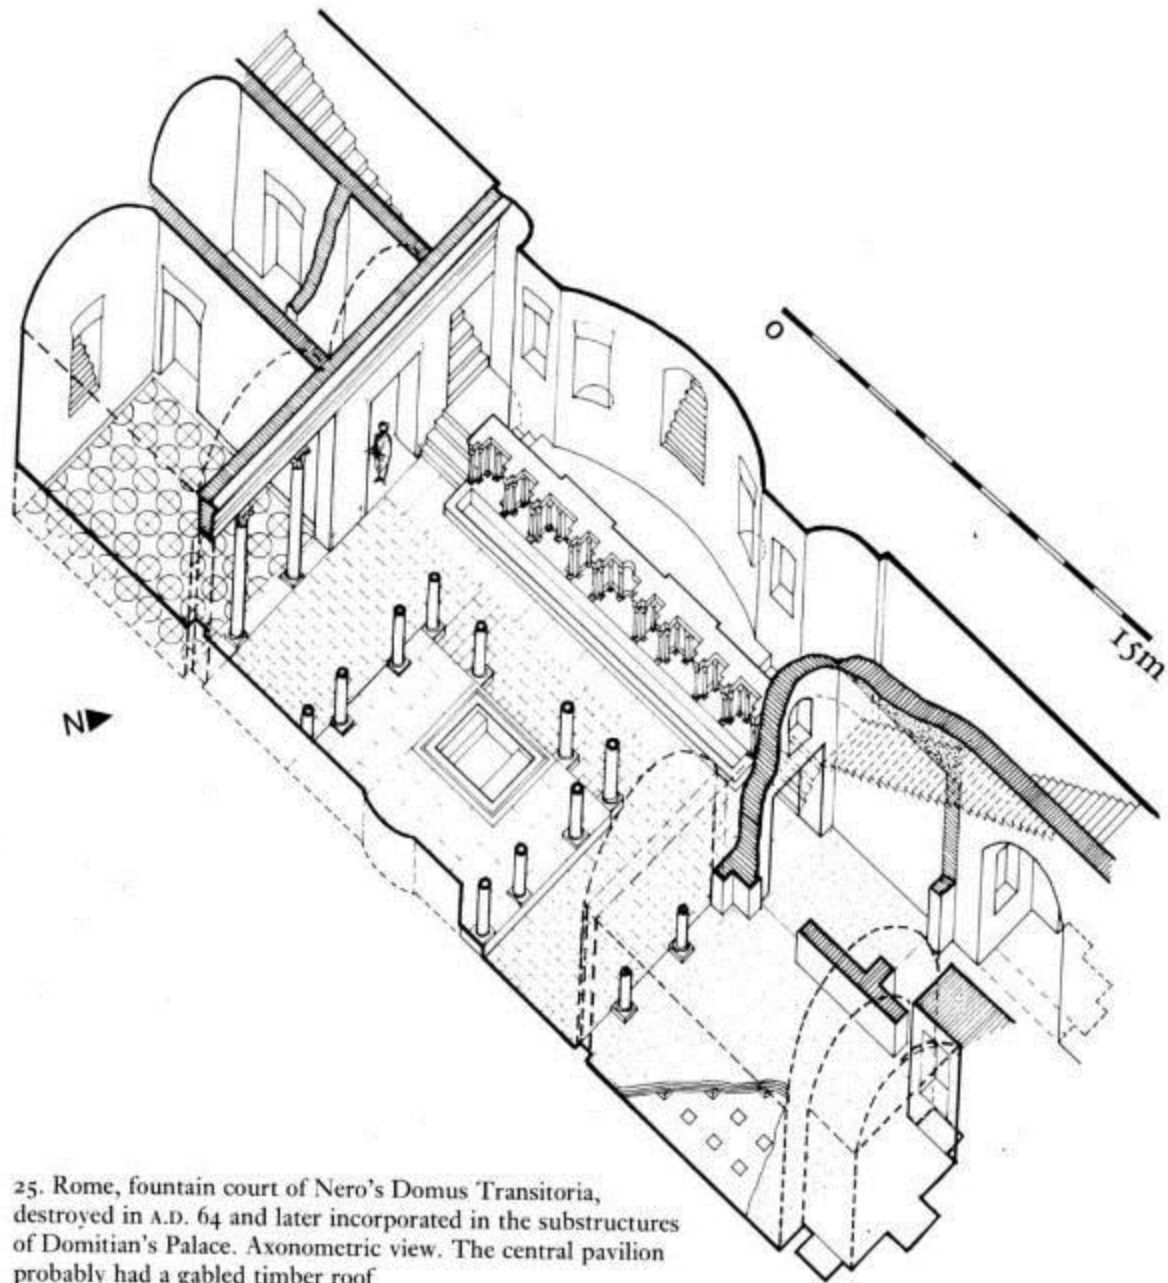 O
15m
N
25. Rome, fountain court of Nero's Domus Transitoria,
destroyed in A.D. 64 and later incorporated in the substructures
of Domitian's Palace. Axonometric view. The central pavilion
probably had a gabled timber roof